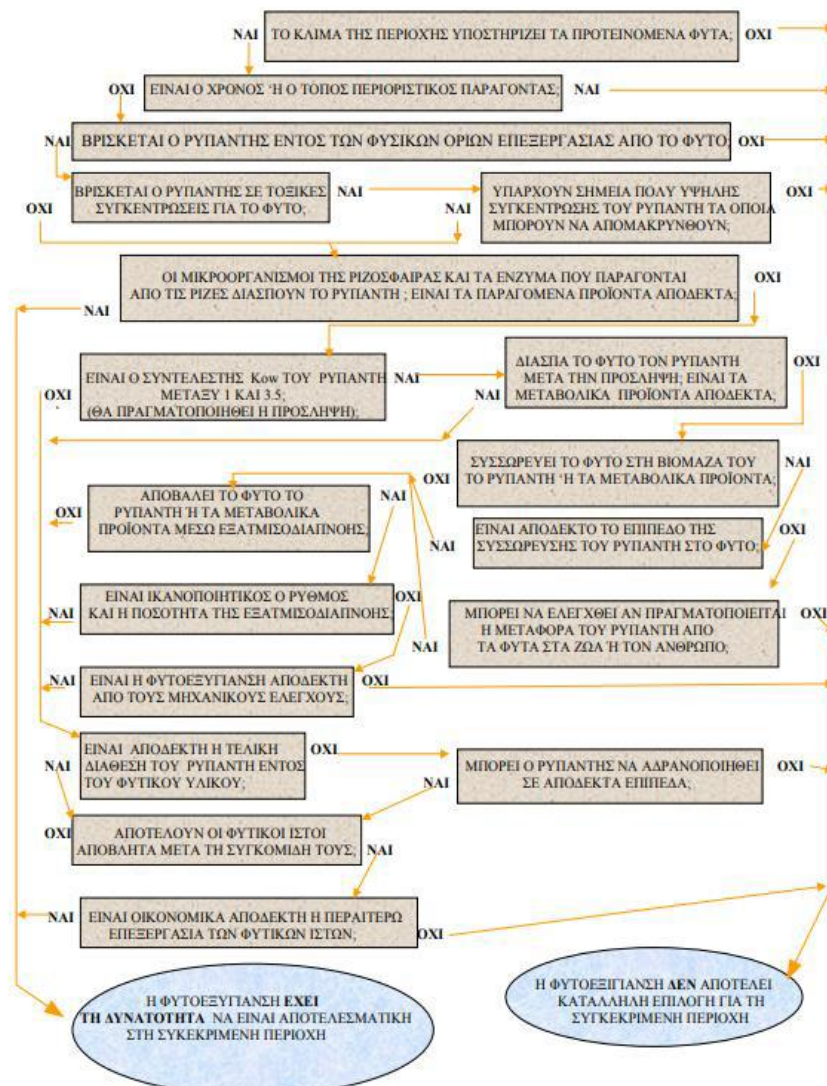 ΝΑΙ
ΤΟ ΚΛΙΜΑ ΤΗΣ ΠΕΡΙΟΧΗΣ ΥΠΟΣΤΗΡΊΖΕΙ ΤΑ ΠΡΟΤΕΙΝΟΜΕΝΑ ΦΥΤΑ;
ΟΧΙ
ΟΧΙ
ΕΙΝΑΙ Ο ΧΡΟΝΟΣ 'Ή Ο ΤΟΠΟΣ ΠΕΡΙΟΡΙΣΤΙΚΟΣ ΠΑΡΑΓΟΝΤΑΣ;
ΝΑΙ
ΝΑΙ
ΒΡΙΣΚΕΤΑΙ Ο ΡΥΠΑΝΤΗΣ ΕΝΤΟΣ ΤΩΝ ΦΥΣΙΚΩΝ ΟΡΙΩΝ ΕΠΕΞΕΡΓΑΣΙΑΣ ΑΠΟ ΤΟ ΦΥΤΟ;
ΟΧΙ
ΒΡΙΣΚΕΤΑΙ Ο ΡΥΠΑΝΤΗΣ ΣΕ ΤΟΞΙΚΕΣ
ΣΥΓΚΕΝΤΡΩΣΕΙΣ ΓΙΑ ΤΟ ΦΥΤΟ;
ΝΑΙ
ΟΧΙ
ΥΠΑΡΧΟΥΝ ΣΗΜΕΙΑ ΠΟΛΥ ΥΨΗΛΗΣ
ΣΥΓΚΕΝΤΡΩΣΗΣ ΤΟΥ ΡΥΠΑΝΤΗ ΤΑ ΟΠΟΙΑ
ΜΠΟΡΟΥΝ ΝΑ ΑΠΟΜΑΚΡΥΝΘΟΥΝ;
ΟΧΙ
ΝΑΙ
ΟΙ ΜΙΚΡΟΟΡΓΑΝΙΣΜΟΙ ΤΗΣ ΡΙΖΟΣΦΑΙΡΑΣ ΚΑΙ ΤΑ ΕΝΖΥΜΑ ΠΟΥ ΠΑΡΑΓΟΝΤΑΙ
ΑΠΟ ΤΙΣ ΡΙΖΕΣ ΔΙΑΣΠΟΥΝ ΤΟ ΡΥΠΑΝΤΗ ; ΕΙΝΑΙ ΤΑ ΠΑΡΑΓΟΜΕΝΑ ΠΡΟΪΟΝΤΑ ΑΠΟΔΕΚΤΑ;
ΟΧΙ
ΝΑΙ
ΕΙΝΑΙ Ο ΣΥΝΤΕΛΕΣΤΗΣ Kow ΤΟΥ ΡΥΠΑΝΤΗ
ΜΕΤΑΞΥ 1 ΚΑΙ 3.5;
(ΘΑ ΠΡΑΓΜΑΤΟΠΟΙΗΘΕΙ Η ΠΡΟΣΛΗΨΗ);
ΝΑΙ
ΟΧΙ
ΔΙΑΣΠΑ ΤΟ ΦΥΤΟ ΤΟΝ ΡΥΠΑΝΤΗ
ΜΕΤΑ ΤΗΝ ΠΡΟΣΛΗΨΗ; ΕΙΝΑΙ ΤΑ
ΜΕΤΑΒΟΛΙΚΑ ΠΡΟΪΟΝΤΑ ΑΠΟΔΕΚΤΑ;
ΟΧΙ
ΝΑΙ
ΣΥΣΣΩΡΕΥΕΙ ΤΟ ΦΥΤΟ ΣΤΗ ΒΙΟΜΑΖΑ ΤΟΥ
ΤΟ ΡΥΠΑΝΤΗ 'Ή ΤΑ ΜΕΤΑΒΟΛΙΚΑ ΠΡΟΪΟΝΤΑ;
ΝΑΙ
ΟΧΙ
ΑΠΟΒΑΛΕΙ ΤΟ ΦΥΤΟ ΤΟ
ΡΥΠΑΝΤΗ Ή ΤΑ ΜΕΤΑΒΟΛΙΚΑ
ΠΡΟΪΟΝΤΑ ΜΕΣΩ ΕΞΑΤΜΙΣΟΔΙΑΠΝΟΗΣ;
ΝΑΙ
ΟΧΙ
ΕΙΝΑΙ ΑΠΟΔΕΚΤΟ ΤΟ ΕΠΙΠΕΔΟ ΤΗΣ
ΣΥΣΣΩΡΕΥΣΗΣ ΤΟΥ ΡΥΠΑΝΤΗ ΣΤΟ ΦΥΤΟ;
ΟΧΙ
ΝΑΙ
ΕΙΝΑΙ ΙΚΑΝΟΠΟΙΗΤΙΚΟΣ Ο ΡΥΘΜΟΣ
ΚΑΙ Η ΠΟΣΟΤΗΤΑ ΤΗΣ ΕΞΑΤΜΙΣΟΔΙΑΠΝΟΗΣ;
ΟΧΙ
ΝΑΙ
ΜΠΟΡΕΙ ΝΑ ΕΛΕΓΧΘΕΙ ΑΝ ΠΡΑΓΜΑΤΟΠΟΙΕΙΤΑΙ
Η ΜΕΤΑΦΟΡΑ ΤΟΥ ΡΥΠΑΝΤΗ ΑΠΟ
ΤΑ ΦΥΤΑ ΣΤΑ ΖΩΑ Ή ΤΟΝ ΑΝΘΡΩΠΟ;
ΟΧΙ
ΝΑΙ
ΝΑΙ
ΕΙΝΑΙ Η ΦΥΤΟΕΞΥΓΙΑΝΣΗ ΑΠΟΔΕΚΤΗ
ΑΠΟ ΤΟΥΣ ΜΗΧΑΝΙΚΟΥΣ ΕΛΕΓΧΟΥΣ;
ΟΧΙ
ΕΙΝΑΙ ΑΠΟΔΕΚΤΗ Η ΤΕΛΙΚΗ
ΔΙΑΘΕΣΗ ΤΟΥ ΡΥΠΑΝΤΗ ΕΝΤΟΣ
ΤΟΥ ΦΥΤΙΚΟΥ ΥΛΙΚΟΥ;
ΟΧΙ
ΝΑΙ
ΜΠΟΡΕΙ Ο ΡΥΠΑΝΤΗΣ ΝΑ ΑΔΡΑΝΟΠΟΙΗΘΕΙ
ΣΕ ΑΠΟΔΕΚΤΑ ΕΠΙΠΕΔΑ;
ΟΧΙ
ΝΑΙ
ΟΧΙ
ΑΠΟΤΕΛΟΥΝ ΟΙ ΦΥΤΙΚΟΙ ΙΣΤΟΙ
ΑΠΟΒΛΗΤΑ ΜΕΤΑ ΤΗ ΣΥΓΚΟΜΙΔΗ ΤΟΥΣ;
ΝΑΙ
ΝΑΙ
ΕΙΝΑΙ ΟΙΚΟΝΟΜΙΚΑ ΑΠΟΔΕΚΤΗ Η ΠΕΡΑΙΤΕΡΩ
ΕΠΕΞΕΡΓΑΣΙΑ ΤΩΝ ΦΥΤΙΚΩΝ ΙΣΤΩΝ;
ΟΧΙ
Η ΦΥΤΟΕΞΥΓΙΑΝΣΗ ΕΧΕΙ
ΤΗ ΔΥΝΑΤΟΤΗΤΑ ΝΑ ΕΙΝΑΙ ΑΠΟΤΕΛΕΣΜΑΤΙΚΗ
ΣΤΗ ΣΥΚΕΚΡΙΜΕΝΗ ΠΕΡΙΟΧΗ
Η ΦΥΤΟΕΞΙΓΙΑΝΣΗ ΔΕΝ ΑΠΟΤΕΛΕΙ
ΚΑΤΑΛΛΗΛΗ ΕΠΙΛΟΓΗ ΓΙΑ ΤΗ
ΣΥΓΚΕΚΡΙΜΕΝΗ ΠΕΡΙΟΧΗ